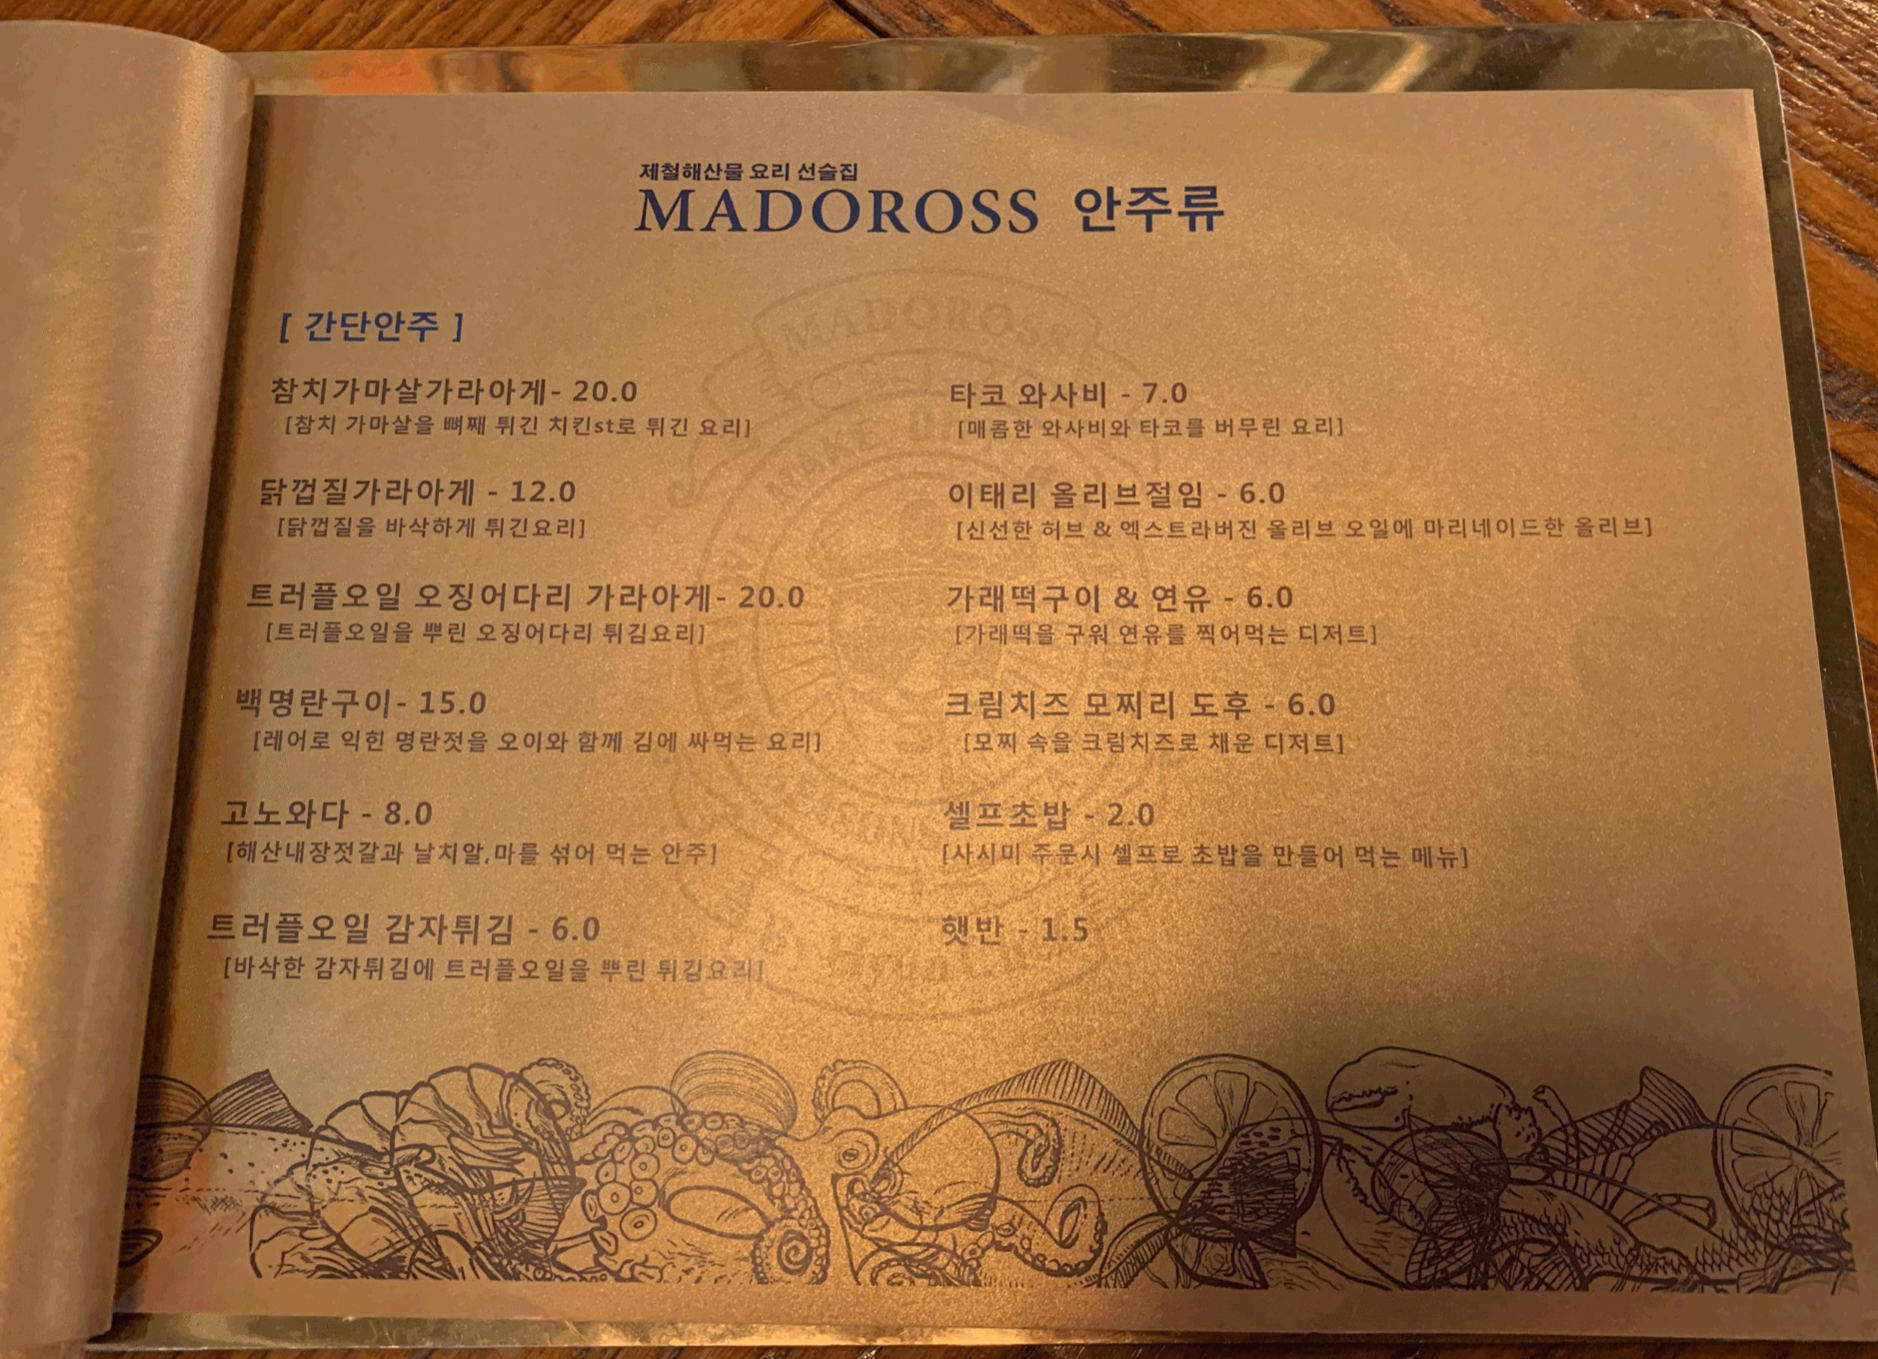 제철해산물 요리 선술집
MADOROSS 안주류
[ 간단안주 ]
참치가마살가라아게- 20.0
[참치 가마살을 뼈째 튀긴 치킨st로 튀긴 요리]
닭껍질가라아게 - 12.0
[닭껍질을 바삭하게 튀긴요리]
트러플오일 오징어다리 가라아게- 20.0
[트러플오일을 뿌린 오징어다리 튀김요리]
백명란구이- 15.0
[레어로 익힌 명란젓을 오이와 함께 김에 싸먹는 요리]
고노와다 - 8.0
[해산내장젓갈과 날치알,마를 섞어 먹는 안주]
트러플오일 감자튀김 - 6.0
[바삭한 감자튀김에 트러플오일을 뿌린 튀김요리]
타코 와사비 - 7.0
[매콤한 와사비와 타코를 버무린 요리]
이태리 올리브절임 - 6.0
[신선한 허브 & 엑스트라버진 올리브 오일에 마리네이드한 올리브]
가래떡구이 & 연유 - 6.0
[가래떡을 구워 연유를 찍어먹는 디저트]
크림치즈 모찌리 도후 - 6.0
[모찌 속을 크림치즈로 채운 디저트]
셀프초밥 - 2.0
[사시미 주문시 셀프로 초밥을 만들어 먹는 메뉴]
햇반 - 1.5
MADOROSS
MAKE